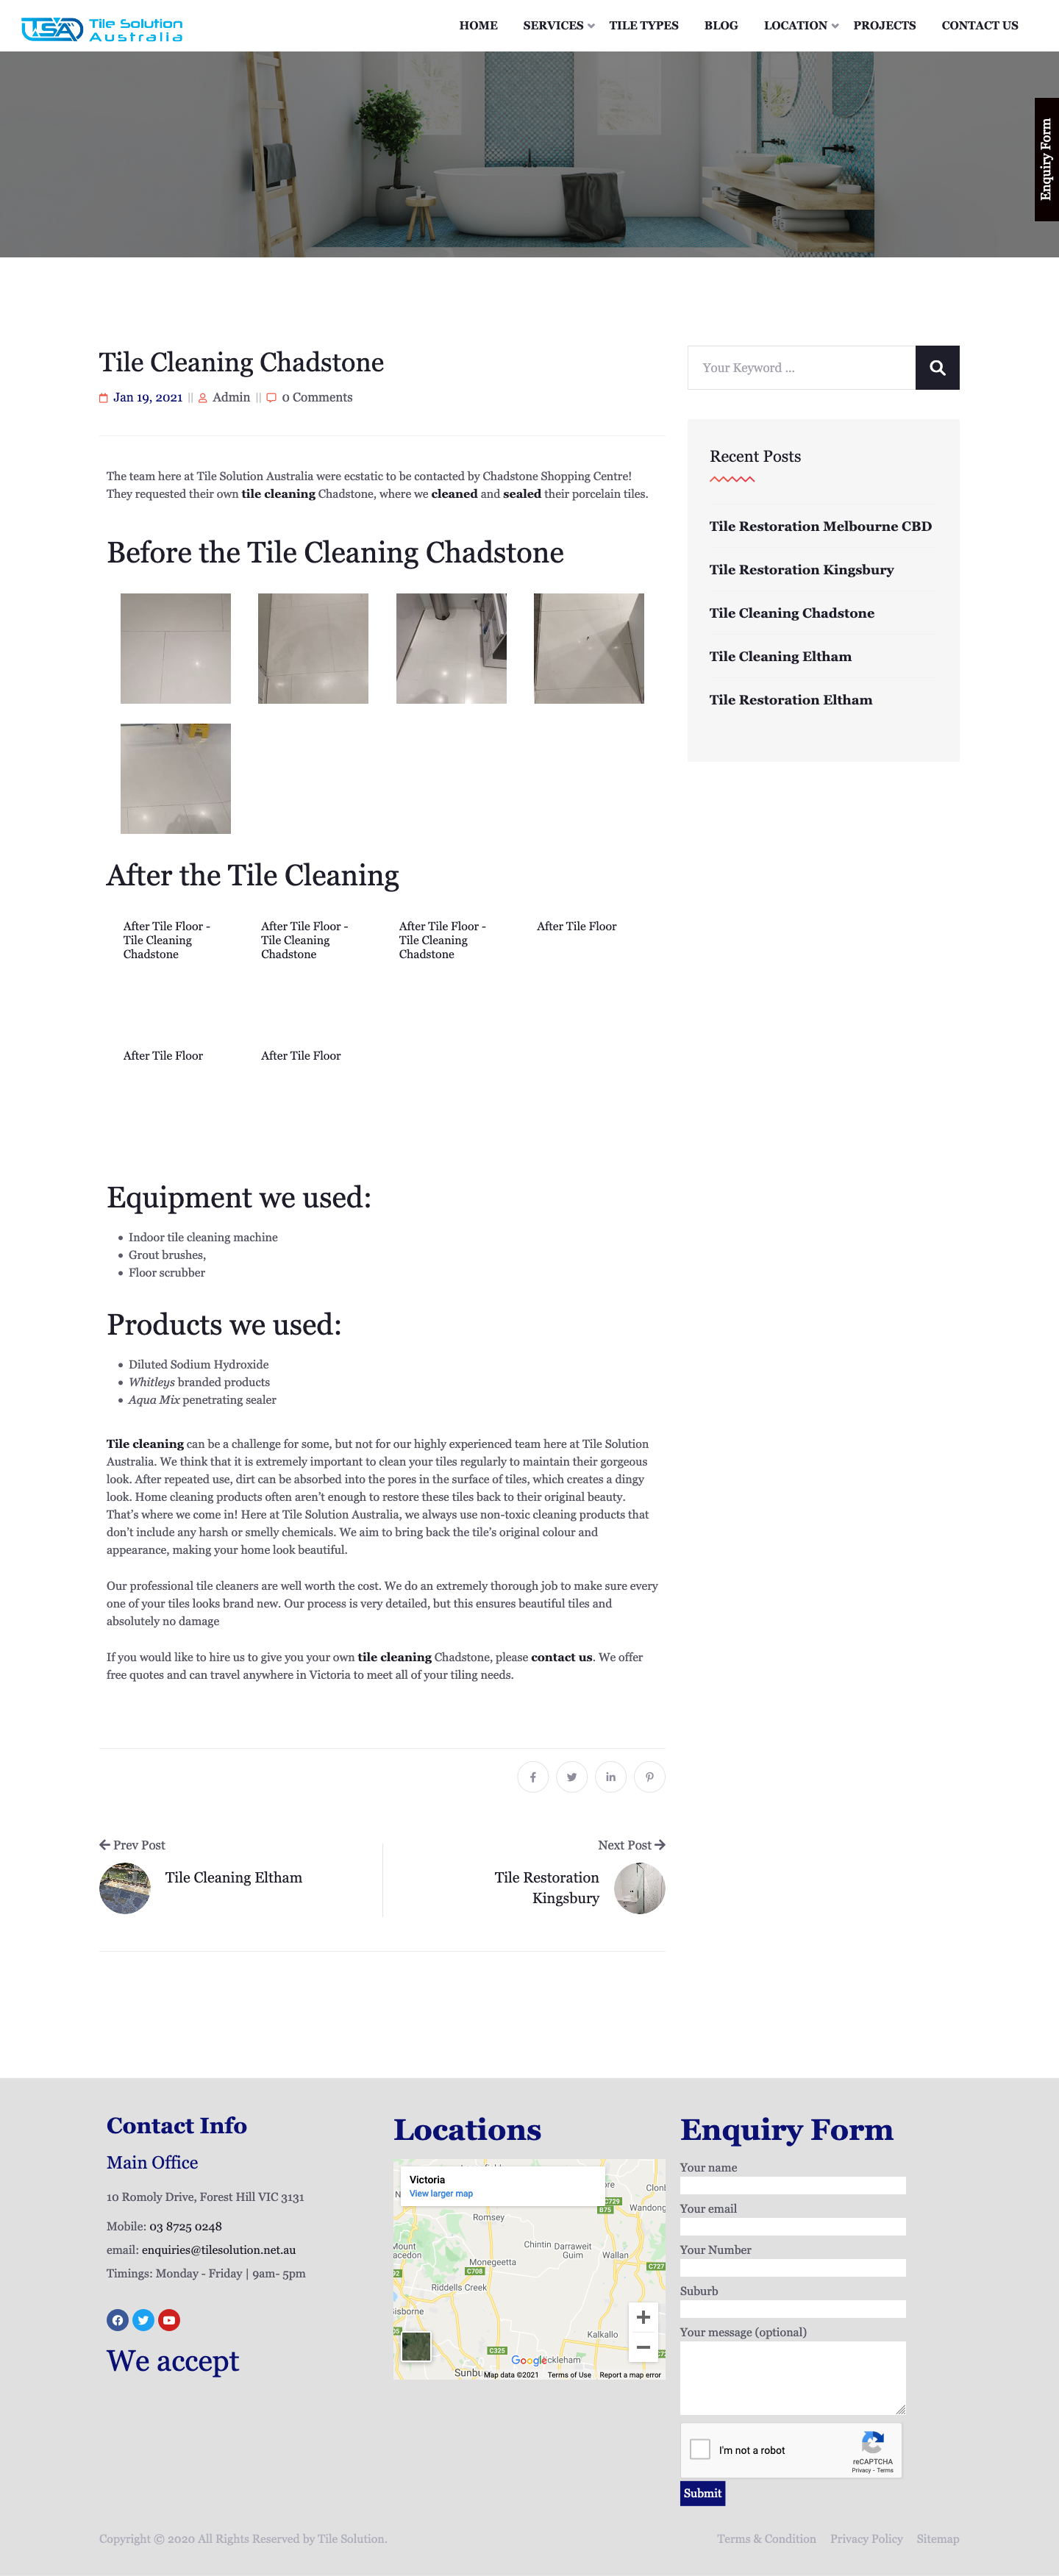 TSA Tile Solution
Australia
HOME SERVICES TILE TYPES BLOG LOCATION PROJECTS CONTACT US
Enquiry Form
Tile Cleaning Chadstone
Jan 19, 2021 || Admin || 0 Comments
The team here at Tile Solution Australia were ecstatic to be contacted by Chadstone Shopping Centre!
They requested their own tile cleaning Chadstone, where we cleaned and sealed their porcelain tiles.
Before the Tile Cleaning Chadstone
After the Tile Cleaning
After Tile Floor -
Tile Cleaning
Chadstone
After Tile Floor -
Tile Cleaning
Chadstone
After Tile Floor -
Tile Cleaning
Chadstone
After Tile Floor
After Tile Floor
After Tile Floor
Equipment we used:
• Indoor tile cleaning machine
• Grout brushes,
• Floor scrubber
Products we used:
• Diluted Sodium Hydroxide
• Whitleys branded products
• Aqua Mix penetrating sealer
Tile cleaning can be a challenge for some, but not for our highly experienced team here at Tile Solution
Australia. We think that it is extremely important to clean your tiles regularly to maintain their gorgeous
look. After repeated use, dirt can be absorbed into the pores in the surface of tiles, which creates a dingy
look. Home cleaning products often aren't enough to restore these tiles back to their original beauty.
That's where we come in! Here at Tile Solution Australia, we always use non-toxic cleaning products that
don't include any harsh or smelly chemicals. We aim to bring back the tile's original colour and
appearance, making your home look beautiful.
Our professional tile cleaners are well worth the cost. We do an extremely thorough job to make sure every
one of your tiles looks brand new. Our process is very detailed, but this ensures beautiful tiles and
absolutely no damage
If you would like to hire us to give you your own tile cleaning Chadstone, please contact us. We offer
free quotes and can travel anywhere in Victoria to meet all of your tiling needs.
Prev Post
Tile Cleaning Eltham
Next Post
Tile Restoration
Kingsbury
Your Keyword ...
Recent Posts
Tile Restoration Melbourne CBD
Tile Restoration Kingsbury
Tile Cleaning Chadstone
Tile Cleaning Eltham
Tile Restoration Eltham
Contact Info
Main Office
10 Romoly Drive, Forest Hill VIC 3131
Mobile: 03 8725 0248
email: enquiries@tilesolution.net.au
Timings: Monday - Friday | 9am- 5pm
We accept
Locations
Victoria
View larger map
Clonb
C729
B75
Wandong
Romsey
Mount
acedon
Chintin
Darraweit
Guim
Wallan
Monegeetta
C708
C727
Riddells Creek
isborne
Kalkallo
C325
Google
ckleham
Sunbu
Map data ©2021 Terms of Use Report a map error
Enquiry Form
Your name
Your email
Your Number
Suburb
Your message (optional)
I'm not a robot
reCAPTCHA
Privacy - Terms
Submit
Copyright © 2020 All Rights Reserved by Tile Solution.
Terms & Condition Privacy Policy Sitemap